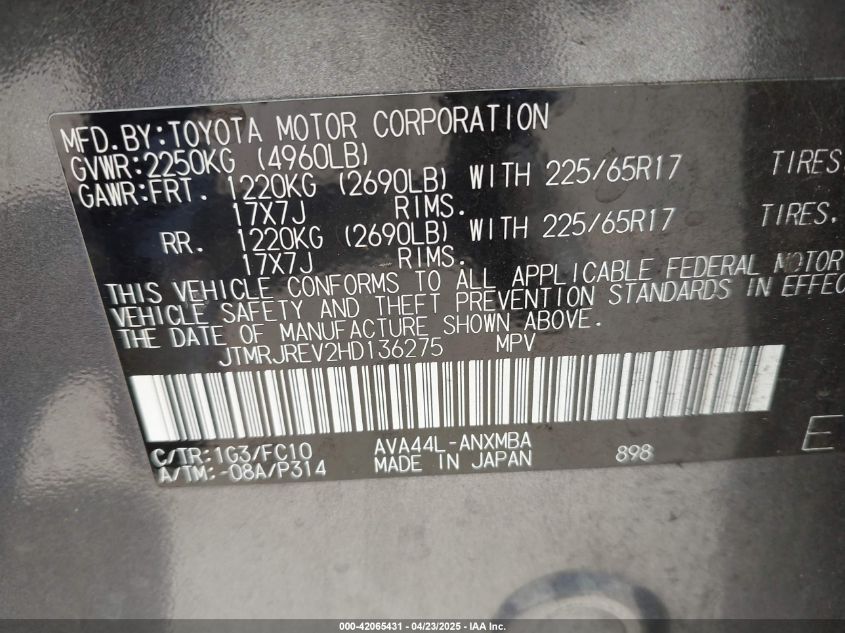 MFD.BY:TOYOTA MOTOR CORPORATION
GVWR:2250KG (4960LB)
GAWR:FRT. 1220KG (2690LB) WITH 225/65R17 TIRES.
17X7J RIMS.
RR. 1220KG (2690LB) WITH 225/65R17 TIRES.
17X7J RIMS.
THIS VEHICLE CONFORMS TO ALL APPLICABLE FEDERAL MOTOR
VEHICLE SAFETY AND THEFT PREVENTION STANDARDS IN EFFEC
THE DATE OF MANUFACTURE SHOWN ABOVE.
JTMRJREV2HD136275 MPV
C/TR:1G3/FC10 AVA44L-ANXMBA
A/TM:-08A/P314 MADE IN JAPAN 898
E
000-42065431 | 04/23/2025 | IAA Inc.